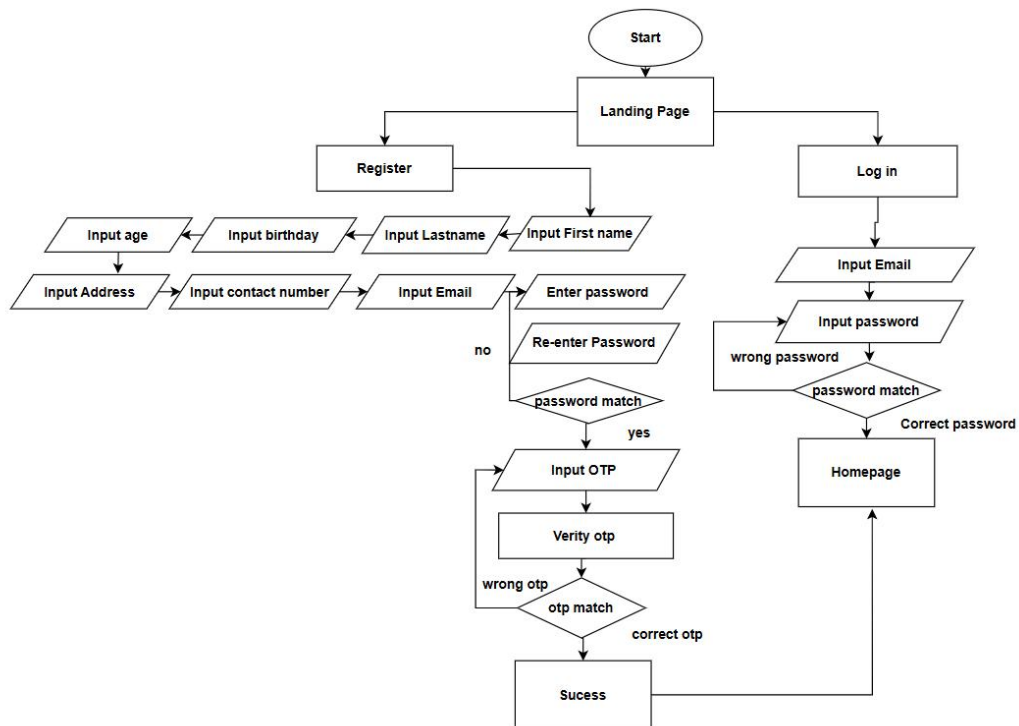 Start
Landing Page
Register
Log in
Input First name
Input Lastname
Input birthday
Input age
Input Address
Input contact number
Input Email
Enter password
Re-enter Password
no
password match
yes
Input OTP
Verity otp
wrong otp
otp match
correct otp
Sucess
Input Email
Input password
wrong password
password match
Correct password
Homepage